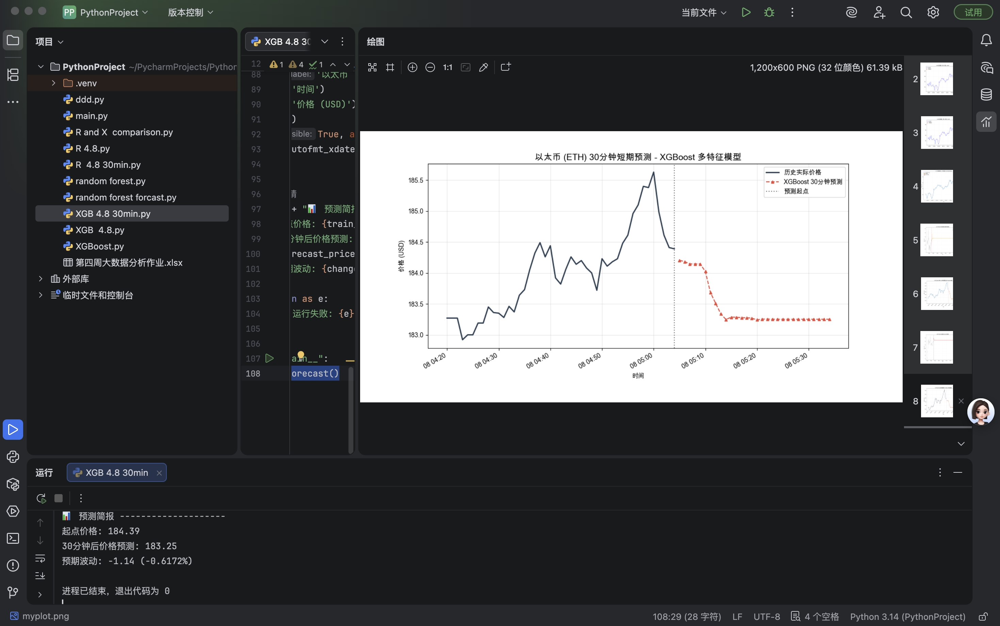 PP PythonProject 版本控制 当前文件 试用
项目
PythonProject ~/PycharmProjects/Python
.venv
ddd.py
main.py
R and X  comparison.py
R 4.8.py
R  4.8 30min.py
random forest.py
random forest forcast.py
XGB 4.8 30min.py
XGB  4.8.py
XGBoost.py
第四周大数据分析作业.xlsx
外部库
临时文件和控制台
XGB 4.8 30
12 1 4 1
88 label: '以太币
89 '时间')
90 '价格 (USD)')
91 )
92 sible: True, a
93 utofmt_xdate
94
95
96 情
97 + "📊 预测简报
98 点价格: {train_
99 分钟后价格预测:
100 recast_price
101 期波动: {change
102
103 n as e:
104 运行失败: {e}
105
106
107 ain__":
108 orecast()
绘图
1:1 1,200x600 PNG (32 位颜色) 61.39 kB
以太币 (ETH) 30分钟短期预测 - XGBoost 多特征模型
历史实际价格
XGBoost 30分钟预测
预测起点
价格 (USD)
185.5
185.0
184.5
184.0
183.5
183.0
08 04:20 08 04:30 08 04:40 08 04:50 08 05:00 08 05:10 08 05:20 08 05:30
时间
2
3
4
5
6
7
8
运行 XGB 4.8 30min
📊 预测简报 --------------------
起点价格: 184.39
30分钟后价格预测: 183.25
预期波动: -1.14 (-0.6172%)
进程已结束，退出代码为 0
myplot.png 108:29 (28 字符) LF UTF-8 4 个空格 Python 3.14 (PythonProject)